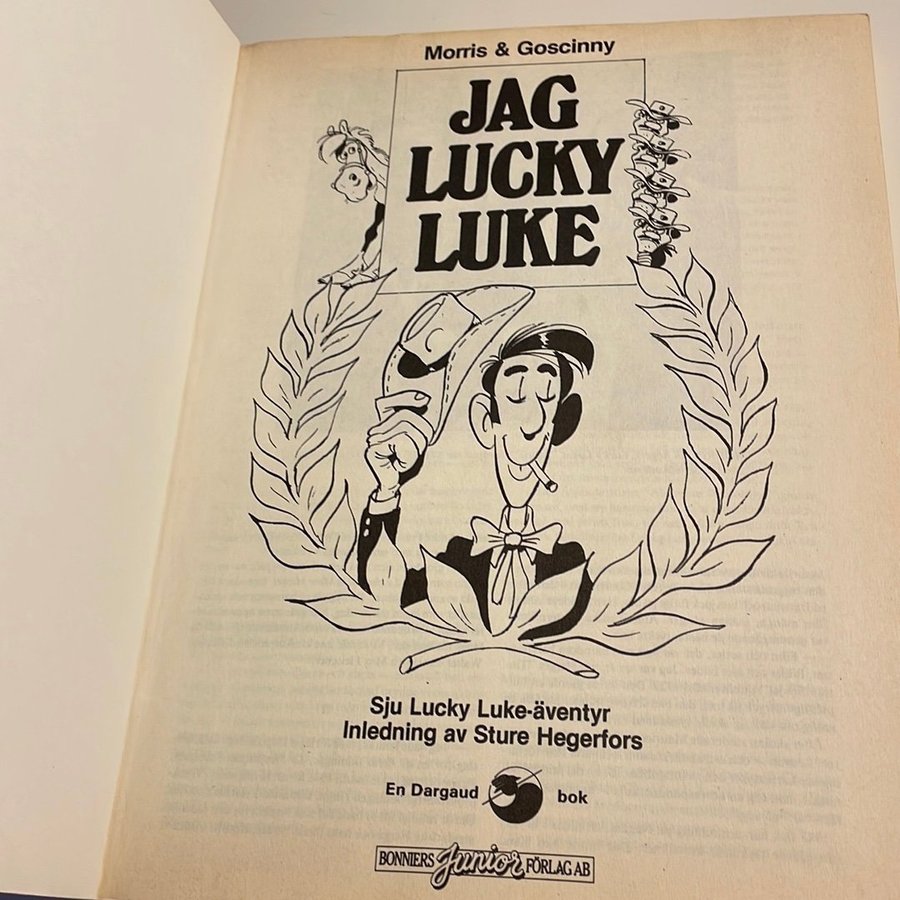 Morris & Goscinny
JAG
LUCKY
LUKE
Sju Lucky Luke-äventyr
Inledning av Sture Hegerfors
En Dargaud bok
BONNIERS Junior FÖRLAG AB